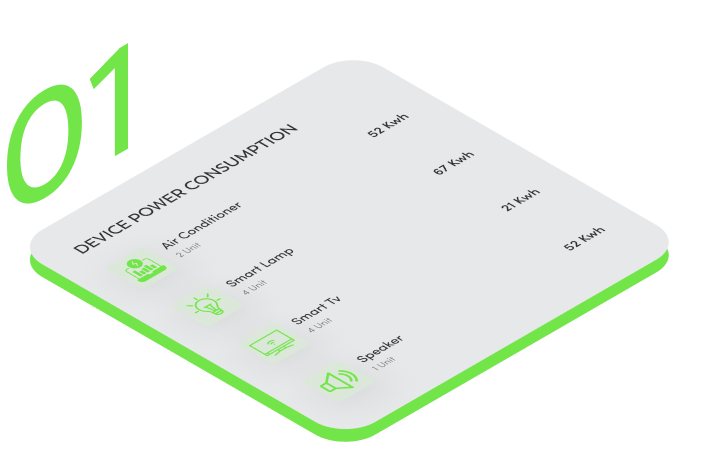 01
DEVICE POWER CONSUMPTION
Air Conditioner 52 Kwh
2 Unit
Smart Lamp 67 Kwh
4 Unit
Smart Tv 21 Kwh
4 Unit
Speaker 52 Kwh
1 Unit